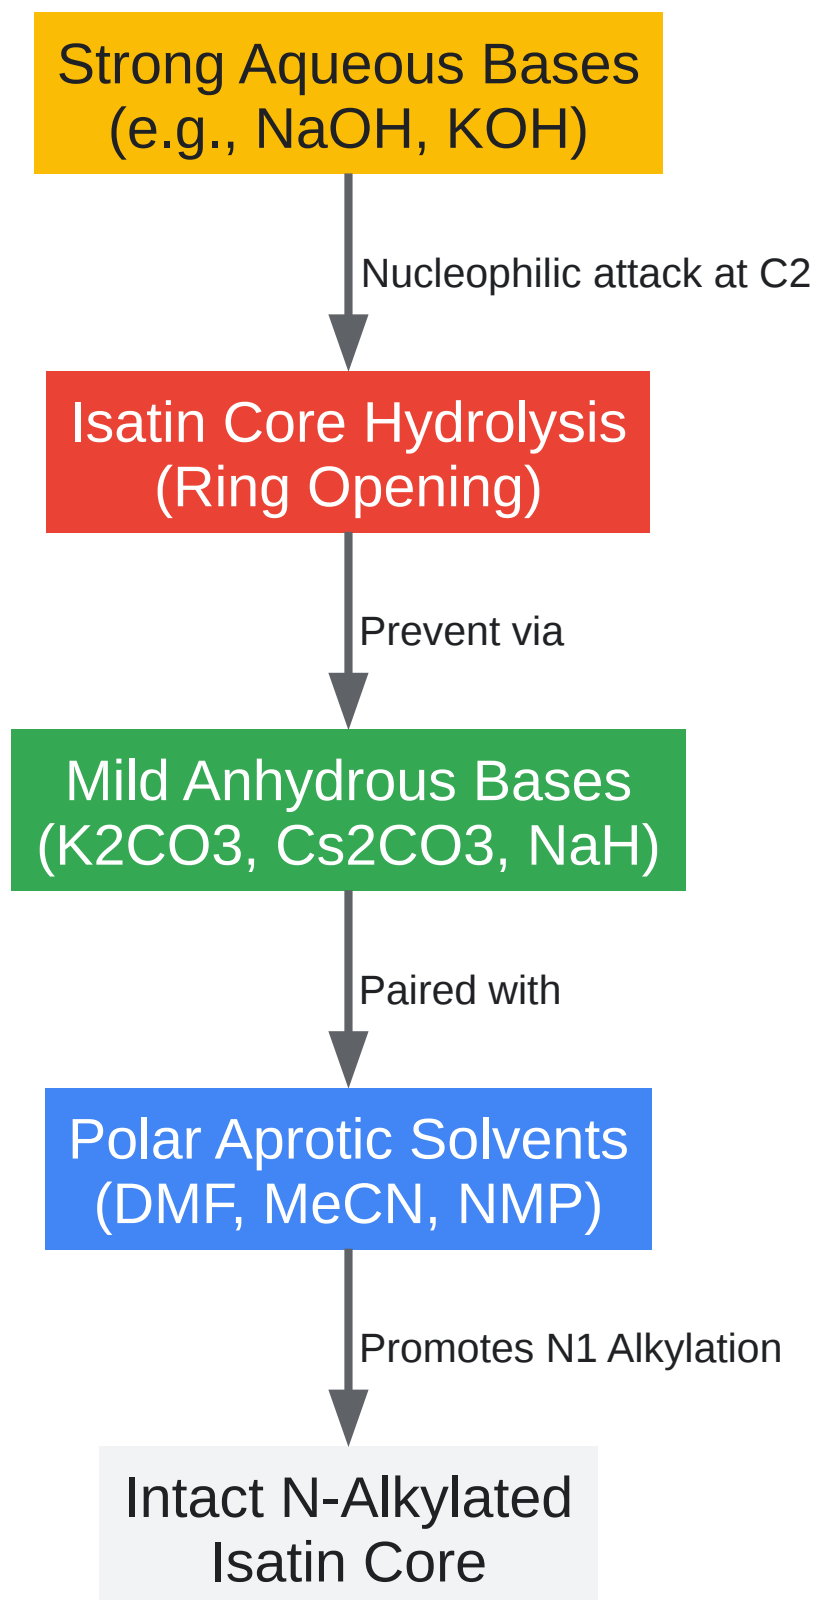 Strong Aqueous Bases
(e.g., NaOH, KOH)
Nucleophilic attack at C2
Isatin Core Hydrolysis
(Ring Opening)
Prevent via
Mild Anhydrous Bases
(K2CO3, Cs2CO3, NaH)
Paired with
Polar Aprotic Solvents
(DMF, MeCN, NMP)
Promotes N1 Alkylation
Intact N-Alkylated
Isatin Core